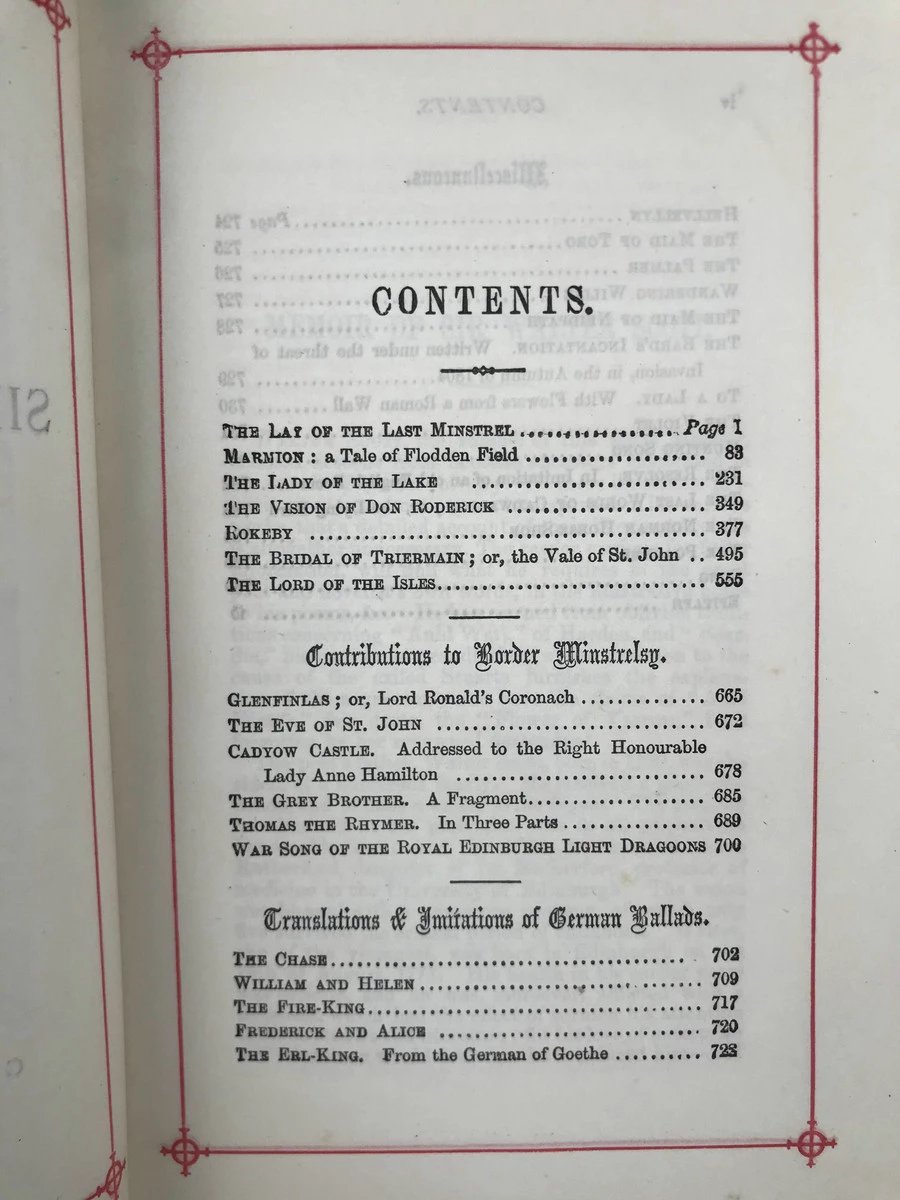 CONTENTS.
THE LAY OF THE LAST MINSTREL .................... Page 1
MARMION : a Tale of Flodden Field .................... 83
THE LADY OF THE LAKE .......................... 231
THE VISION OF DON RODERICK ...................... 349
ROKEBY ............................................ 377
THE BRIDAL OF TRIERMAIN ; or, the Vale of St. John .. 495
THE LORD OF THE ISLES............................. 555
Contributions to Border Minstrelsy.
GLENFINLAS ; or, Lord Ronald's Coronach .............. 665
THE EVE OF ST. JOHN .............................. 672
CADYOW CASTLE. Addressed to the Right Honourable
Lady Anne Hamilton ............................ 678
THE GREY BROTHER. A Fragment.................... 685
THOMAS THE RHYMER. In Three Parts ................ 689
WAR SONG OF THE ROYAL EDINBURGH LIGHT DRAGOONS 700
Translations & Imitations of German Ballads.
THE CHASE........................................ 702
WILLIAM AND HELEN ................................ 709
THE FIRE-KING...................................... 717
FREDERICK AND ALICE .............................. 720
THE ERL-KING. From the German of Goethe .......... 723